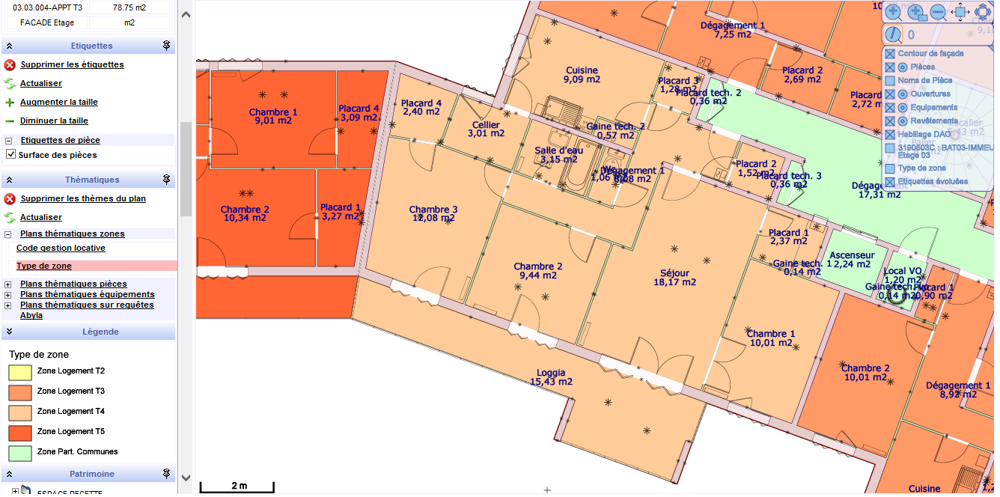 03.03.004-APPT T3 78.75 m2
FACADE Etage m2
Etiquettes
Supprimer les étiquettes
Actualiser
Augmenter la taille
Diminuer la taille
Etiquettes de pièce
Surface des pièces
Thématiques
Supprimer les thèmes du plan
Actualiser
Plans thématiques zones
Code gestion locative
Type de zone
Plans thématiques pièces
Plans thématiques équipements
Plans thématiques sur requêtes
Abyla
Légende
Type de zone
Zone Logement T2
Zone Logement T3
Zone Logement T4
Zone Logement T5
Zone Part. Communes
Patrimoine
ESPACE RECETTE
Chambre 1
9,01 m2
Placard 4
3,09 m2
Chambre 2
10,34 m2
Placard 1
3,27 m2
Placard 4
2,40 m2
Cellier
3,01 m2
Chambre 3
12,08 m2
Cuisine
9,09 m2
Gaine tech. 2
0,57 m2
Salle d'eau
3,15 m2
Dégagement 1
Chambre 2
9,44 m2
Séjour
18,17 m2
Loggia
15,43 m2
Dégagement 1
7,25 m2
Placard 2
2,69 m2
Placard 3
1,28 m2
Placard tech. 2
0,36 m2
Placard
2,72 m
Placard 2
1,52 m2
Placard tech. 3
0,36 m2
Dégag
17,31 m2
Placard 1
2,37 m2
Gaine tech. 1
0,14 m2
Ascenseur
2,24 m2
Local VO
1,20 m2
Gaine tech.
0,14 m2
Placard 1
0,90 m2
Chambre 1
10,01 m2
Chambre 2
10,01 m2
Dégagement 1
8,92 m2
Cuisine
0
Contour de façade
Pièces
Noms de Pièce
Ouvertures
Equipements
Revêtements
Habillage DAO
3190503C : BAT03-IMMEU
Etage 03
Type de zone
Etiquettes évoluées
2 m